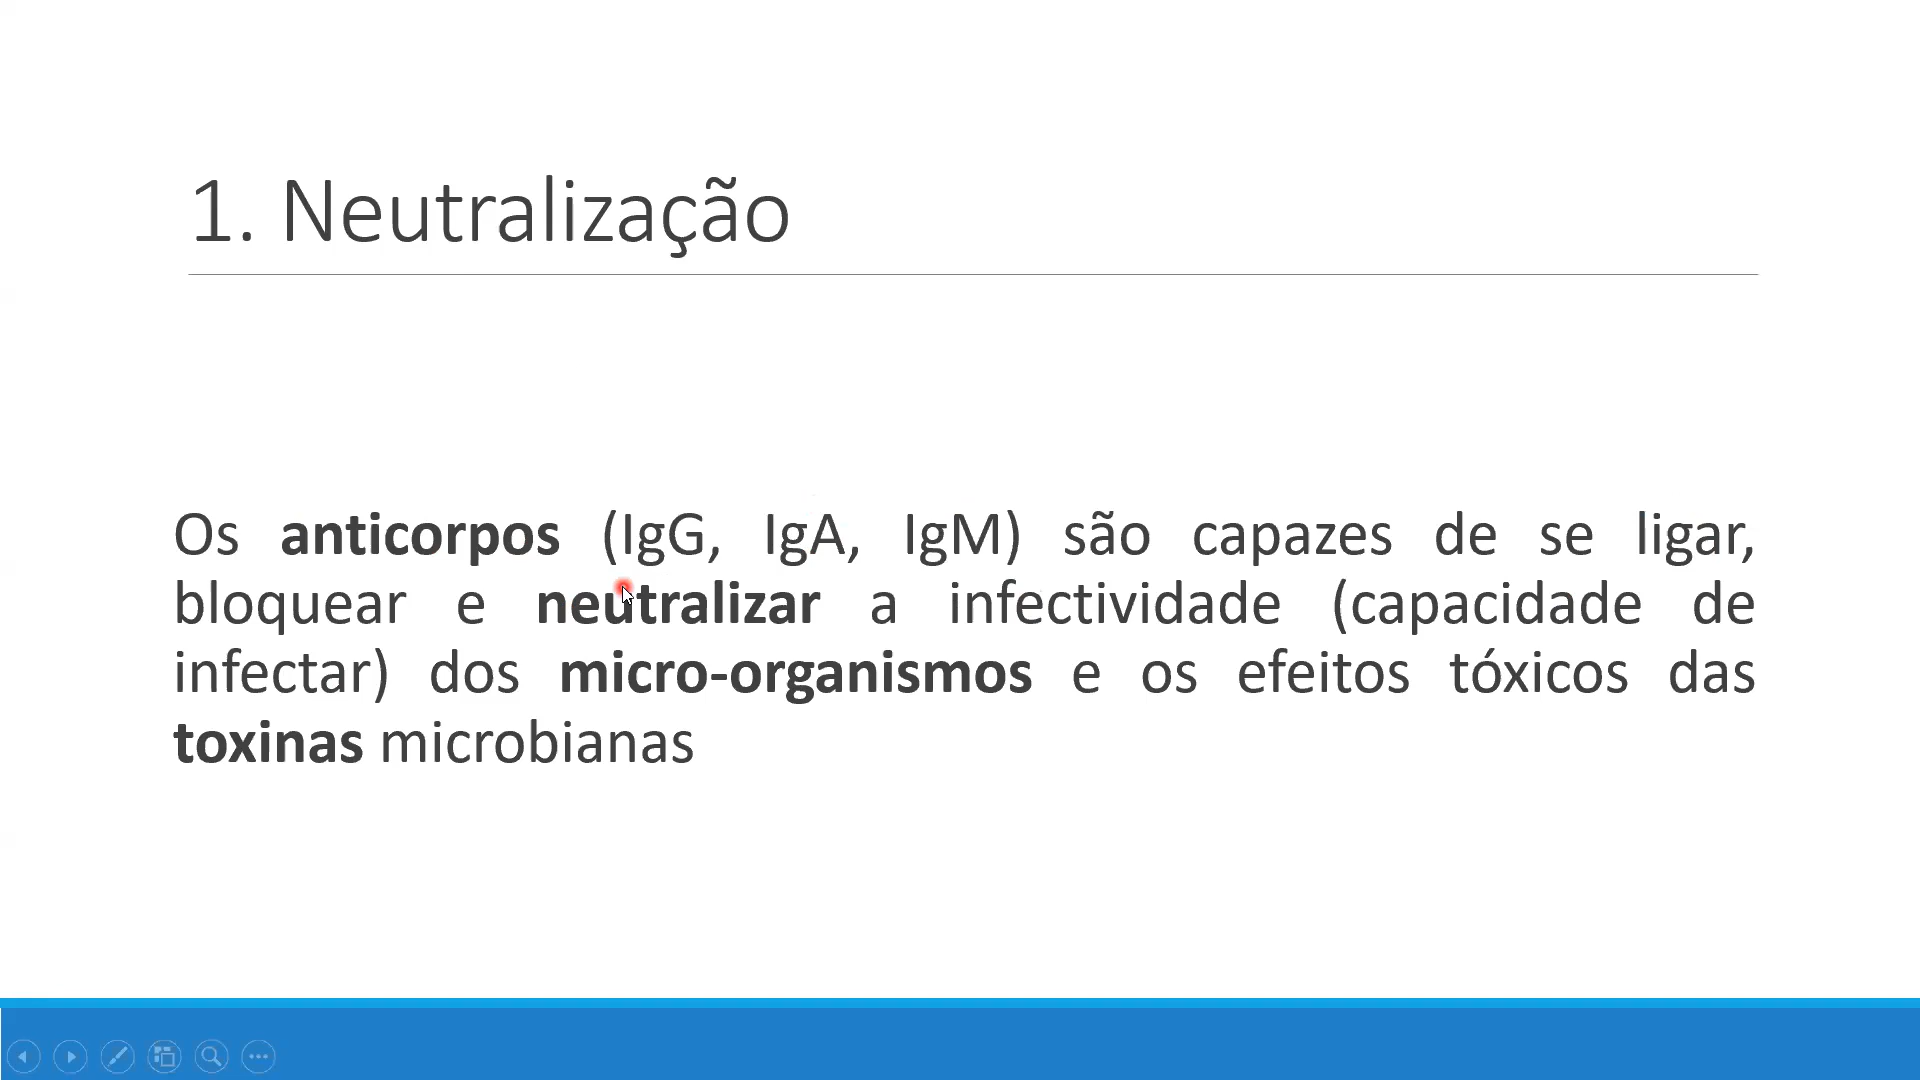 1. Neutralização
Os anticorpos (IgG, IgA, IgM) são capazes de se ligar,
bloquear e neutralizar a infectividade (capacidade de
infectar) dos micro-organismos e os efeitos tóxicos das
toxinas microbianas